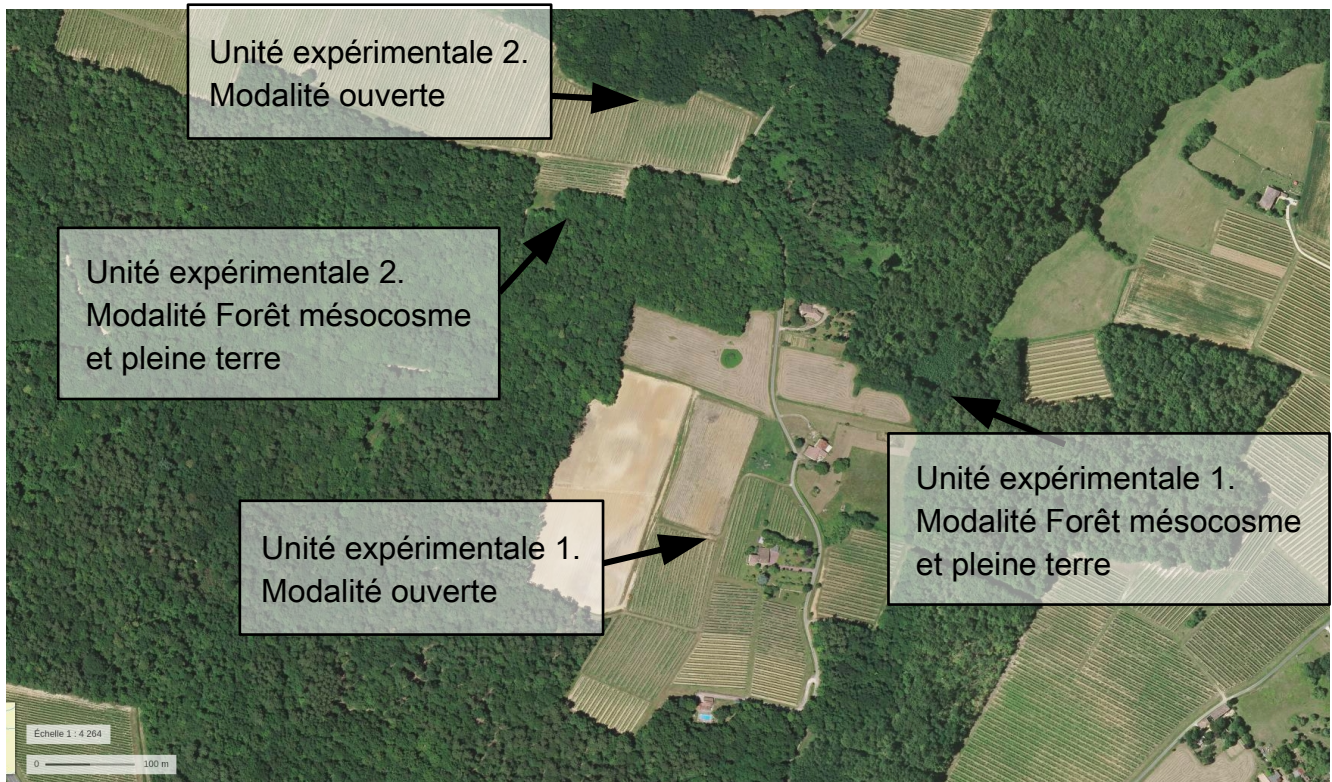 Unité expérimentale 2.
Modalité ouverte
Unité expérimentale 2.
Modalité Forêt mésocosme
et pleine terre
Unité expérimentale 1.
Modalité Forêt mésocosme
et pleine terre
Unité expérimentale 1.
Modalité ouverte
Échelle 1 : 4 264
0 100 m